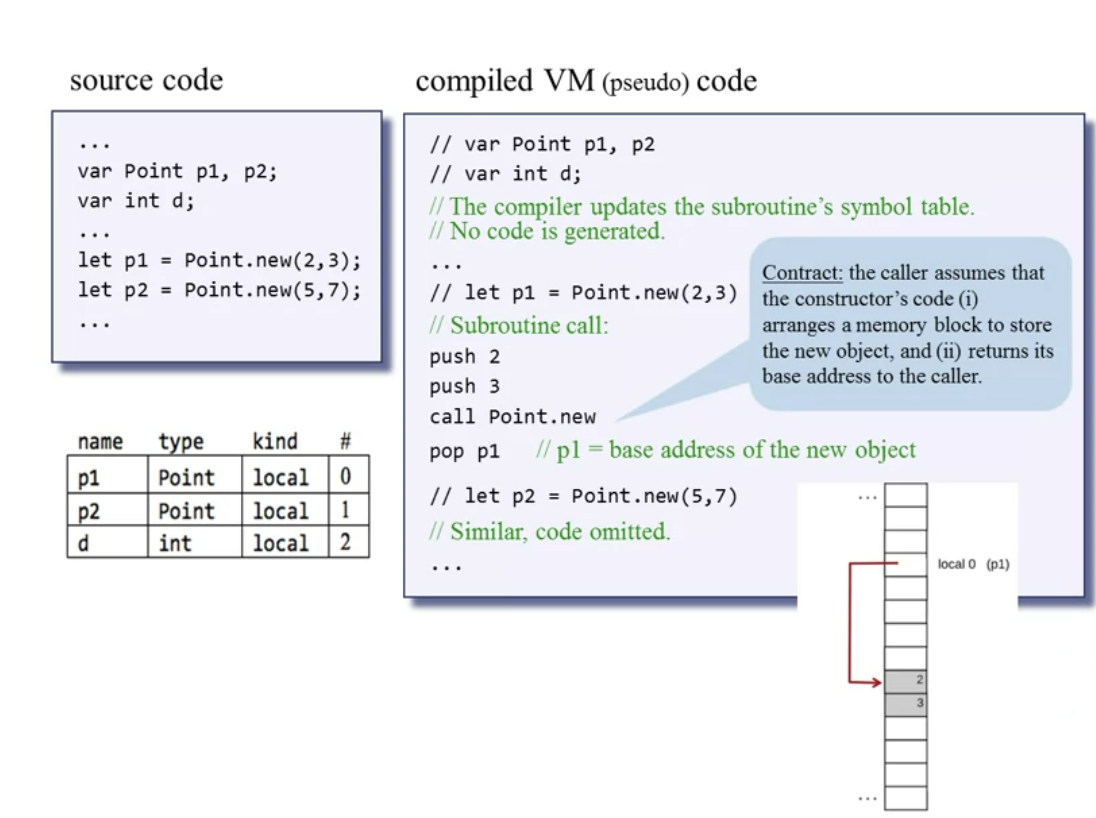 source code
...
var Point p1, p2;
var int d;
...
let p1 = Point.new(2,3);
let p2 = Point.new(5,7);
...
name type kind #
p1 Point local 0
p2 Point local 1
d int local 2
compiled VM (pseudo) code
// var Point p1, p2
// var int d;
// The compiler updates the subroutine's symbol table.
// No code is generated.
...
// let p1 = Point.new(2,3)
// Subroutine call:
push 2
push 3
call Point.new
pop p1 // p1 = base address of the new object
// let p2 = Point.new(5,7)
// Similar, code omitted.
...
Contract: the caller assumes that
the constructor's code (i)
arranges a memory block to store
the new object, and (ii) returns its
base address to the caller.
...
local 0 (p1)
2
3
...